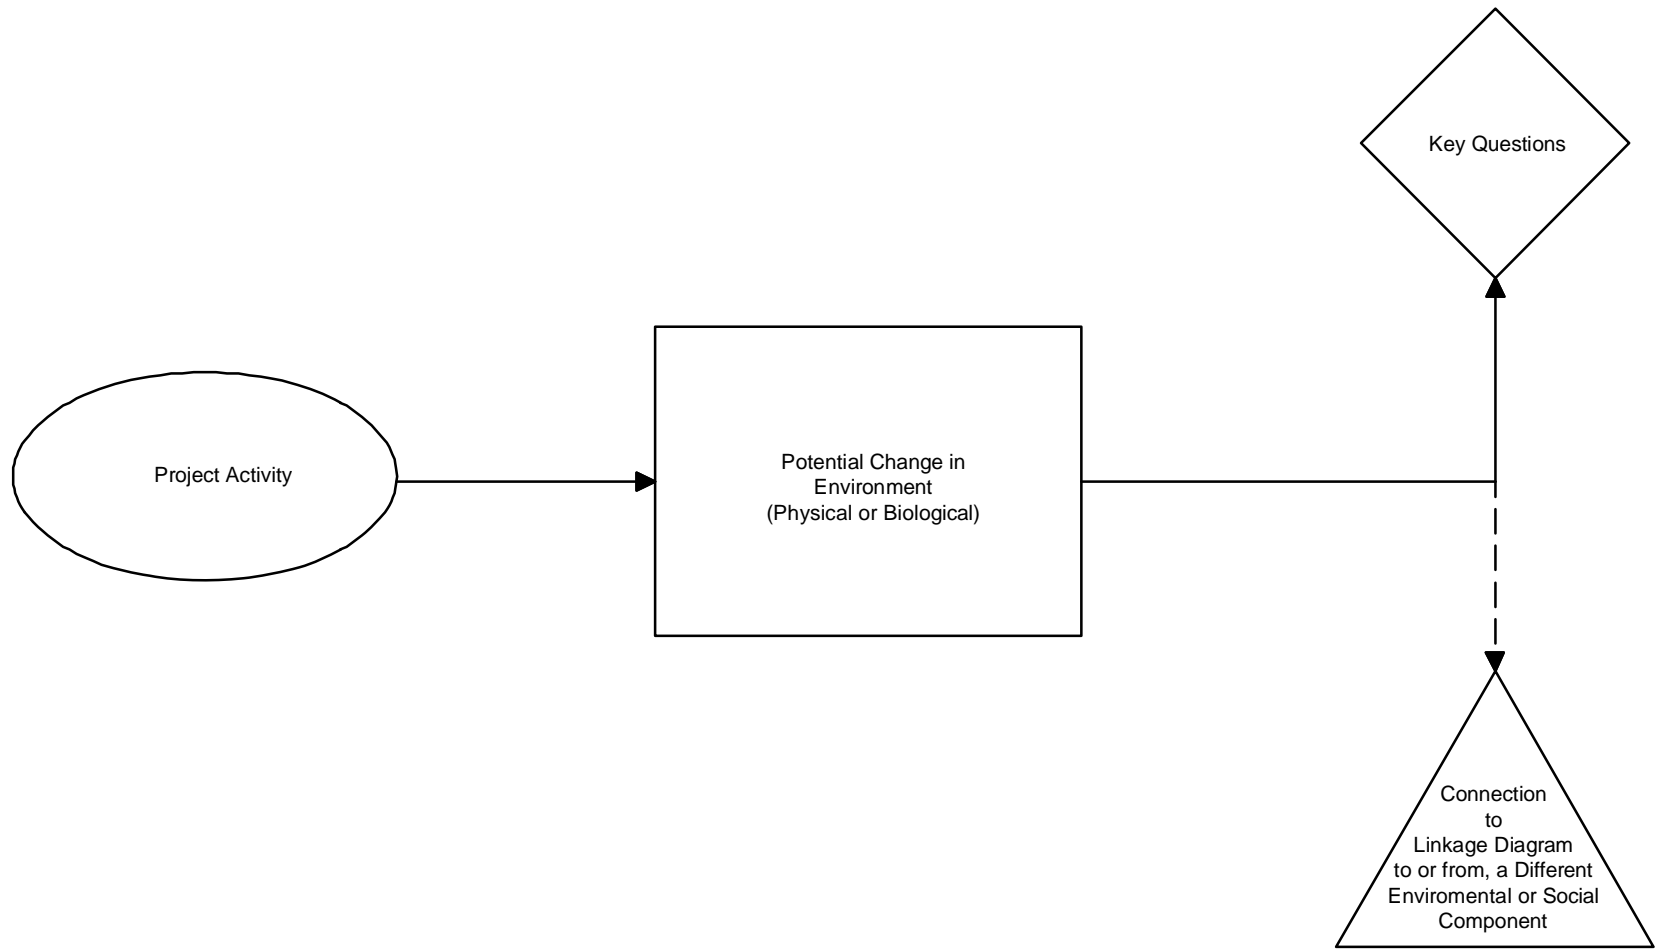 Key Questions
Project Activity
Potential Change in
Environment
(Physical or Biological)
Connection
to
Linkage Diagram
to or from, a Different
Enviromental or Social
Component